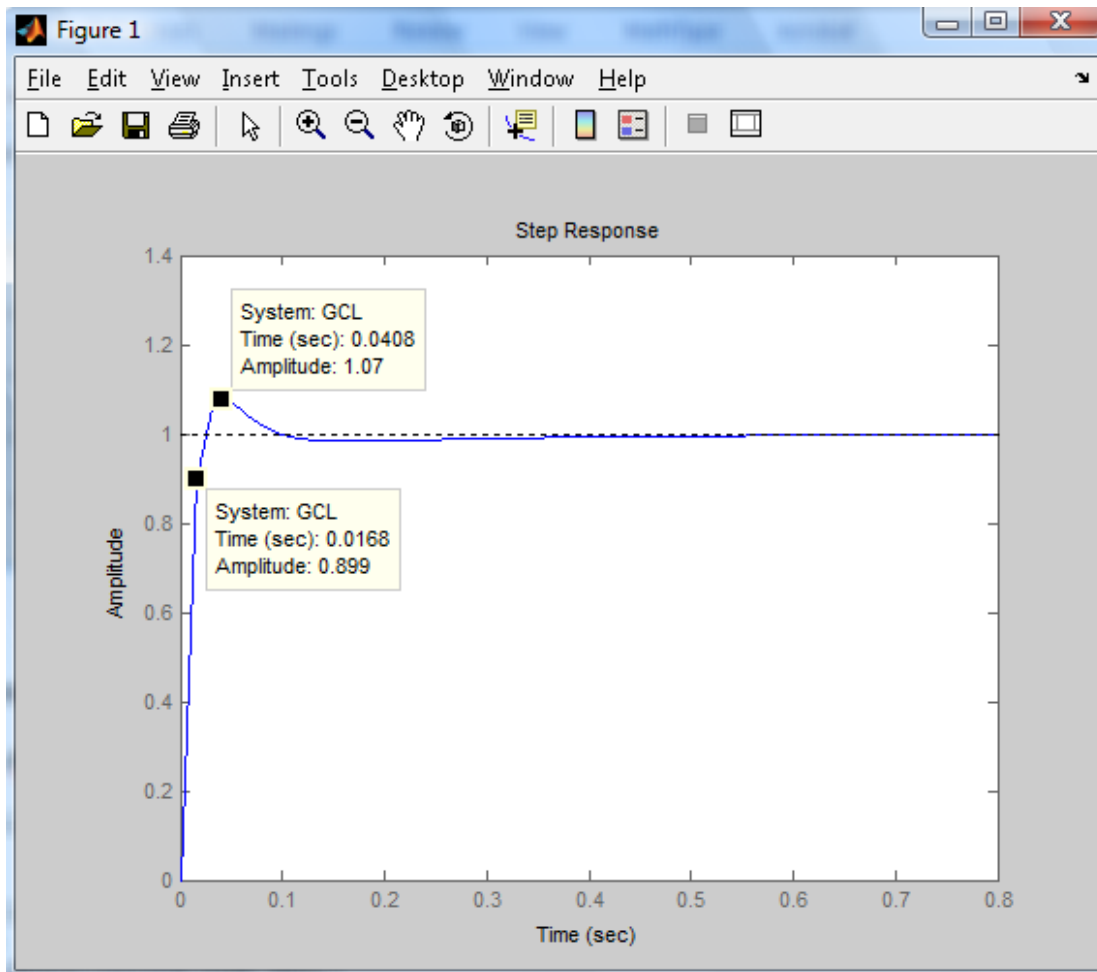 Figure 1
File Edit View Insert Tools Desktop Window Help
Step Response
1.4
1.2
1
0.8
0.6
0.4
0.2
0
System: GCL
Time (sec): 0.0408
Amplitude: 1.07
System: GCL
Time (sec): 0.0168
Amplitude: 0.899
Amplitude
0 0.1 0.2 0.3 0.4 0.5 0.6 0.7 0.8
Time (sec)